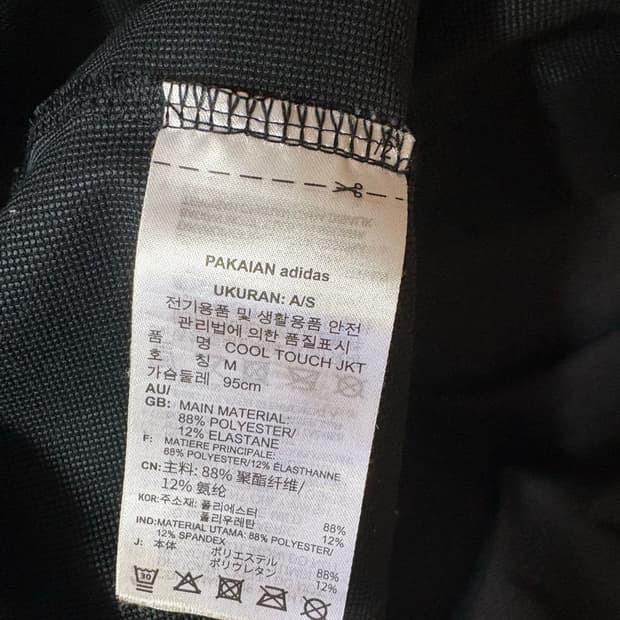 PAKAIAN adidas
UKURAN: A/S
전기용품 및 생활용품 안전
관리법에 의한 품질표시
품 명 COOL TOUCH JKT
호 칭 M
가슴둘레 95cm
AU/
GB: MAIN MATERIAL:
88% POLYESTER/
12% ELASTANE
F: MATIERE PRINCIPALE:
88% POLYESTER/12% ÉLASTHANNE
CN: 主料: 88% 聚酯纤维/
12% 氨纶
KOR: 주소재: 폴리에스터 88%
폴리우레탄 12%
IND: MATERIAL UTAMA: 88% POLYESTER/
12% SPANDEX
J: 本体 ポリエステル 88%
ポリウレタン 12%
30